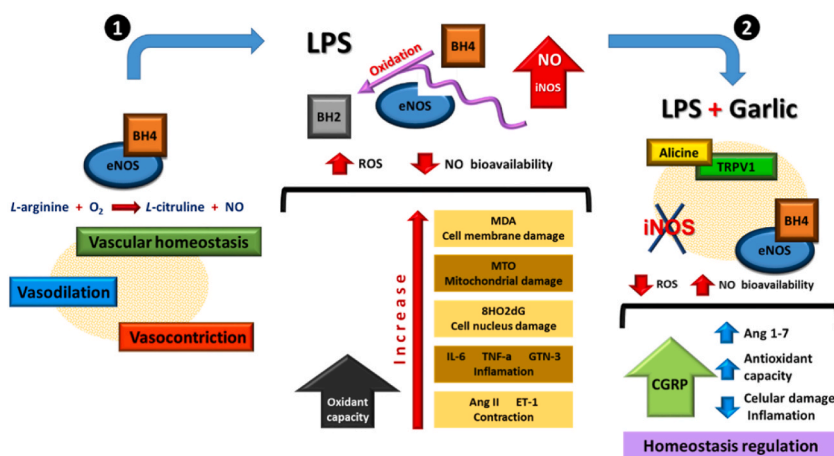 1
BH4
eNOS
L-arginine + O₂ L-citruline + NO
Vascular homeostasis
Vasodilation
Vasocontriction
LPS
Oxidation
BH4
BH2
eNOS
NO
iNOS
ROS
NO bioavailability
Oxidant
capacity
Increase
MDA
Cell membrane damage
MTO
Mitochondrial damage
8HO2dG
Cell nucleus damage
IL-6 TNF-a GTN-3
Inflamation
Ang II ET-1
Contraction
2
LPS + Garlic
Alicine
TRPV1
iNOS
BH4
eNOS
ROS
NO bioavailability
CGRP
Ang 1-7
Antioxidant
capacity
Celular damage
Inflamation
Homeostasis regulation